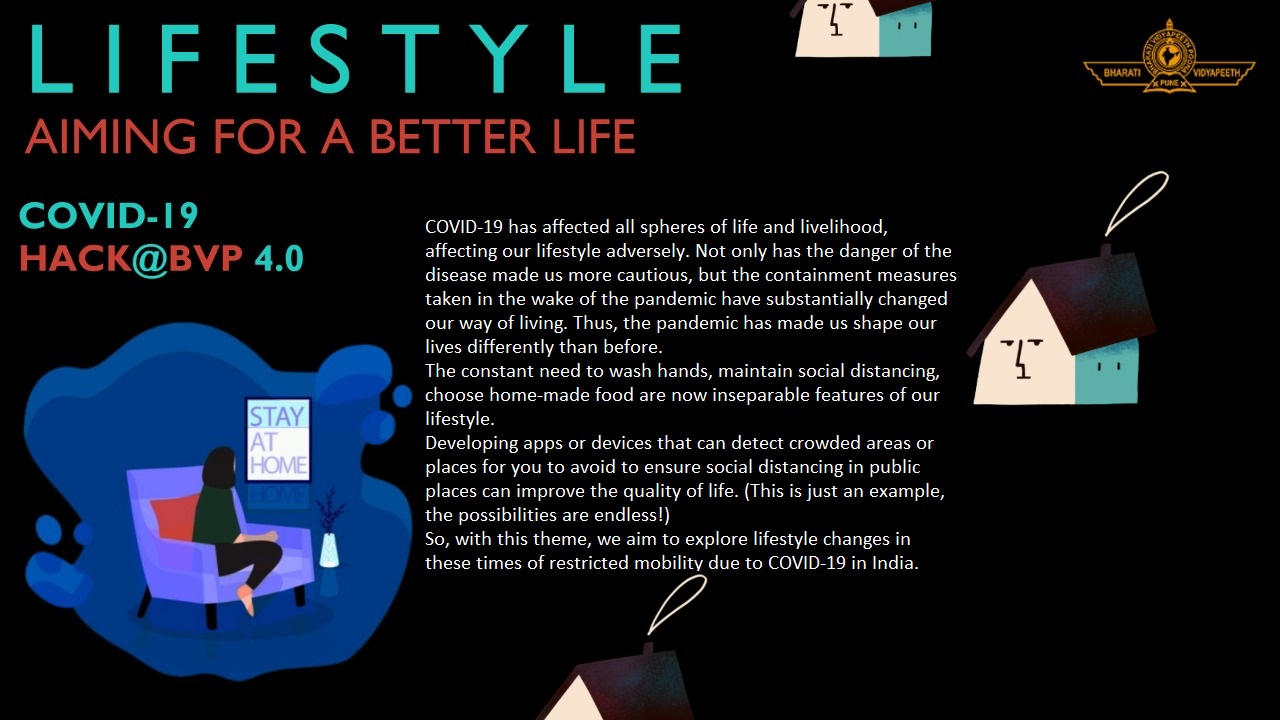 LIFESTYLE
AIMING FOR A BETTER LIFE
BHARATI VIDYAPEETH
PUNE
COVID-19
HACK@BVP 4.0
COVID-19 has affected all spheres of life and livelihood,
affecting our lifestyle adversely. Not only has the danger of the
disease made us more cautious, but the containment measures
taken in the wake of the pandemic have substantially changed
our way of living. Thus, the pandemic has made us shape our
lives differently than before.
The constant need to wash hands, maintain social distancing,
choose home-made food are now inseparable features of our
lifestyle.
Developing apps or devices that can detect crowded areas or
places for you to avoid to ensure social distancing in public
places can improve the quality of life. (This is just an example,
the possibilities are endless!)
So, with this theme, we aim to explore lifestyle changes in
these times of restricted mobility due to COVID-19 in India.
STAY
AT
HOME
HOME